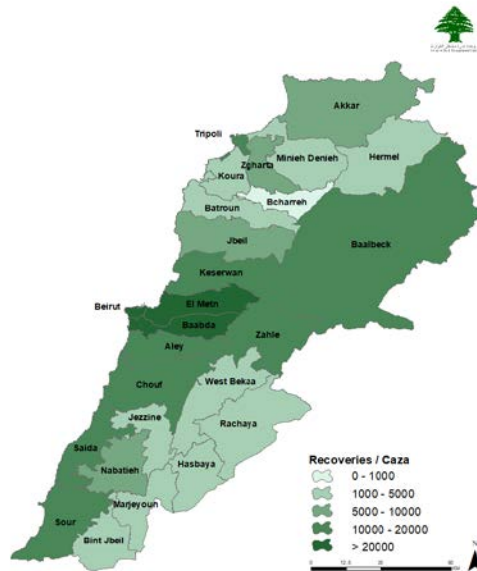 Akkar
Tripoli
Zgharta
Minieh Denieh
Hermel
Koura
Bcharreh
Batroun
Jbeil
Baalbeck
Keserwan
El Metn
Beirut
Baabda
Zahle
Aley
West Bekaa
Chouf
Jezzine
Rachaya
Saida
Hasbaya
Nabatieh
Marjeyoun
Sour
Bint Jbeil
Recoveries / Caza
0 - 1000
1000 - 5000
5000 - 10000
10000 - 20000
> 20000
N